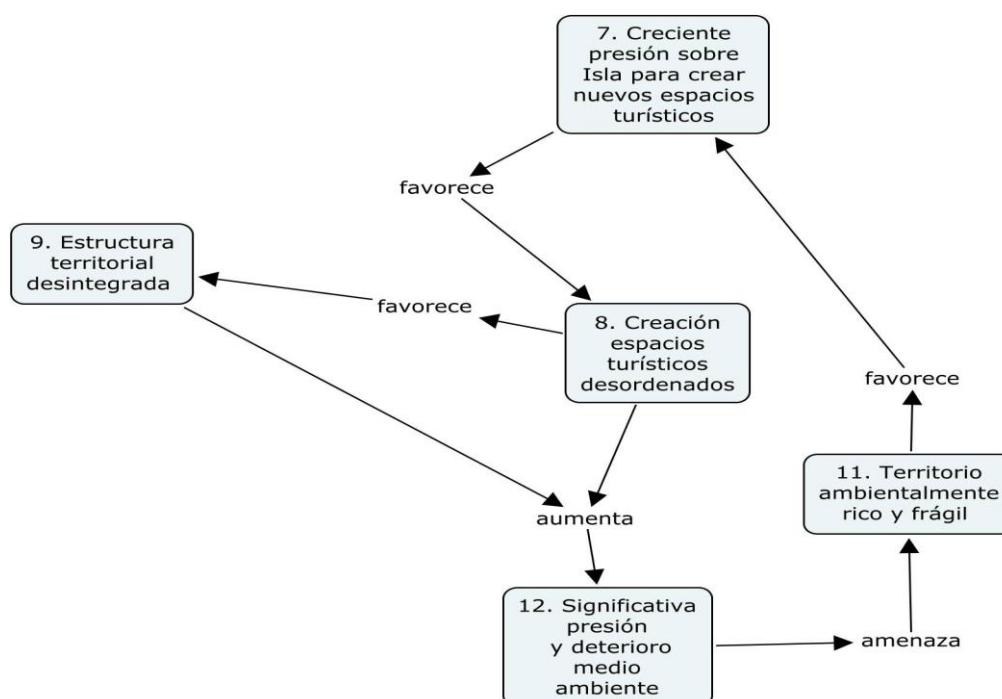 7. Creciente
presión sobre
Isla para crear
nuevos espacios
turísticos
favorece
9. Estructura
territorial
desintegrada
favorece
8. Creación
espacios
turísticos
desordenados
favorece
11. Territorio
ambientalmente
rico y frágil
aumenta
12. Significativa
presión
y deterioro
medio
ambiente
amenaza